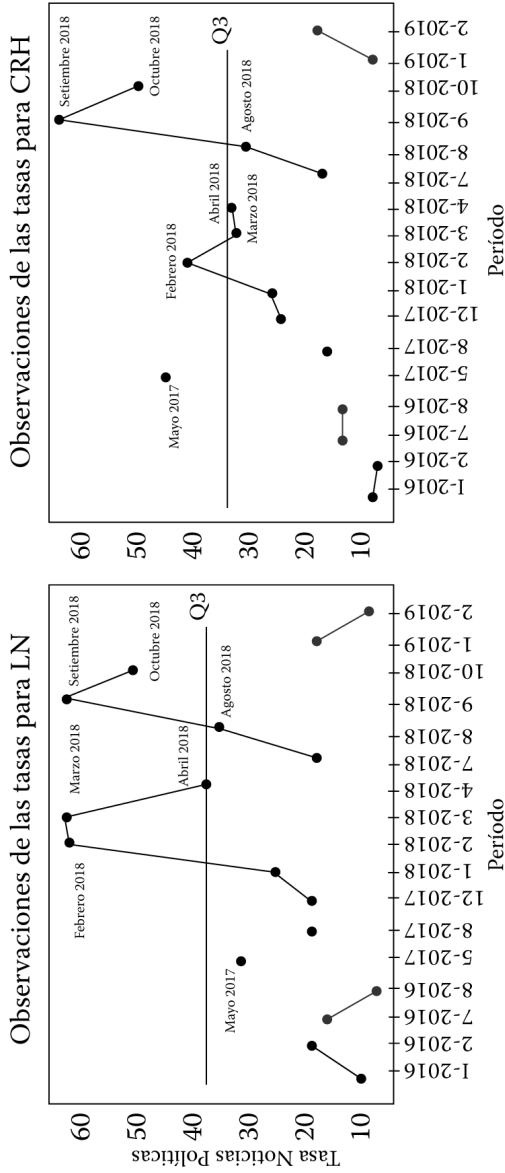 Observaciones de las tasas para LN
Tasa Noticias Políticas
60
50
40
30
20
10
Febrero 2018
Marzo 2018
Setiembre 2018
Octubre 2018
Q3
Abril 2018
Agosto 2018
Mayo 2017
1-2016
2-2016
7-2016
8-2016
5-2017
8-2017
12-2017
1-2018
2-2018
3-2018
4-2018
7-2018
8-2018
9-2018
10-2018
1-2019
2-2019
Período
Observaciones de las tasas para CRH
60
50
40
30
20
10
Setiembre 2018
Octubre 2018
Febrero 2018
Mayo 2017
Q3
Abril 2018
Marzo 2018
Agosto 2018
1-2016
2-2016
7-2016
8-2016
5-2017
8-2017
12-2017
1-2018
2-2018
3-2018
4-2018
7-2018
8-2018
9-2018
10-2018
1-2019
2-2019
Período